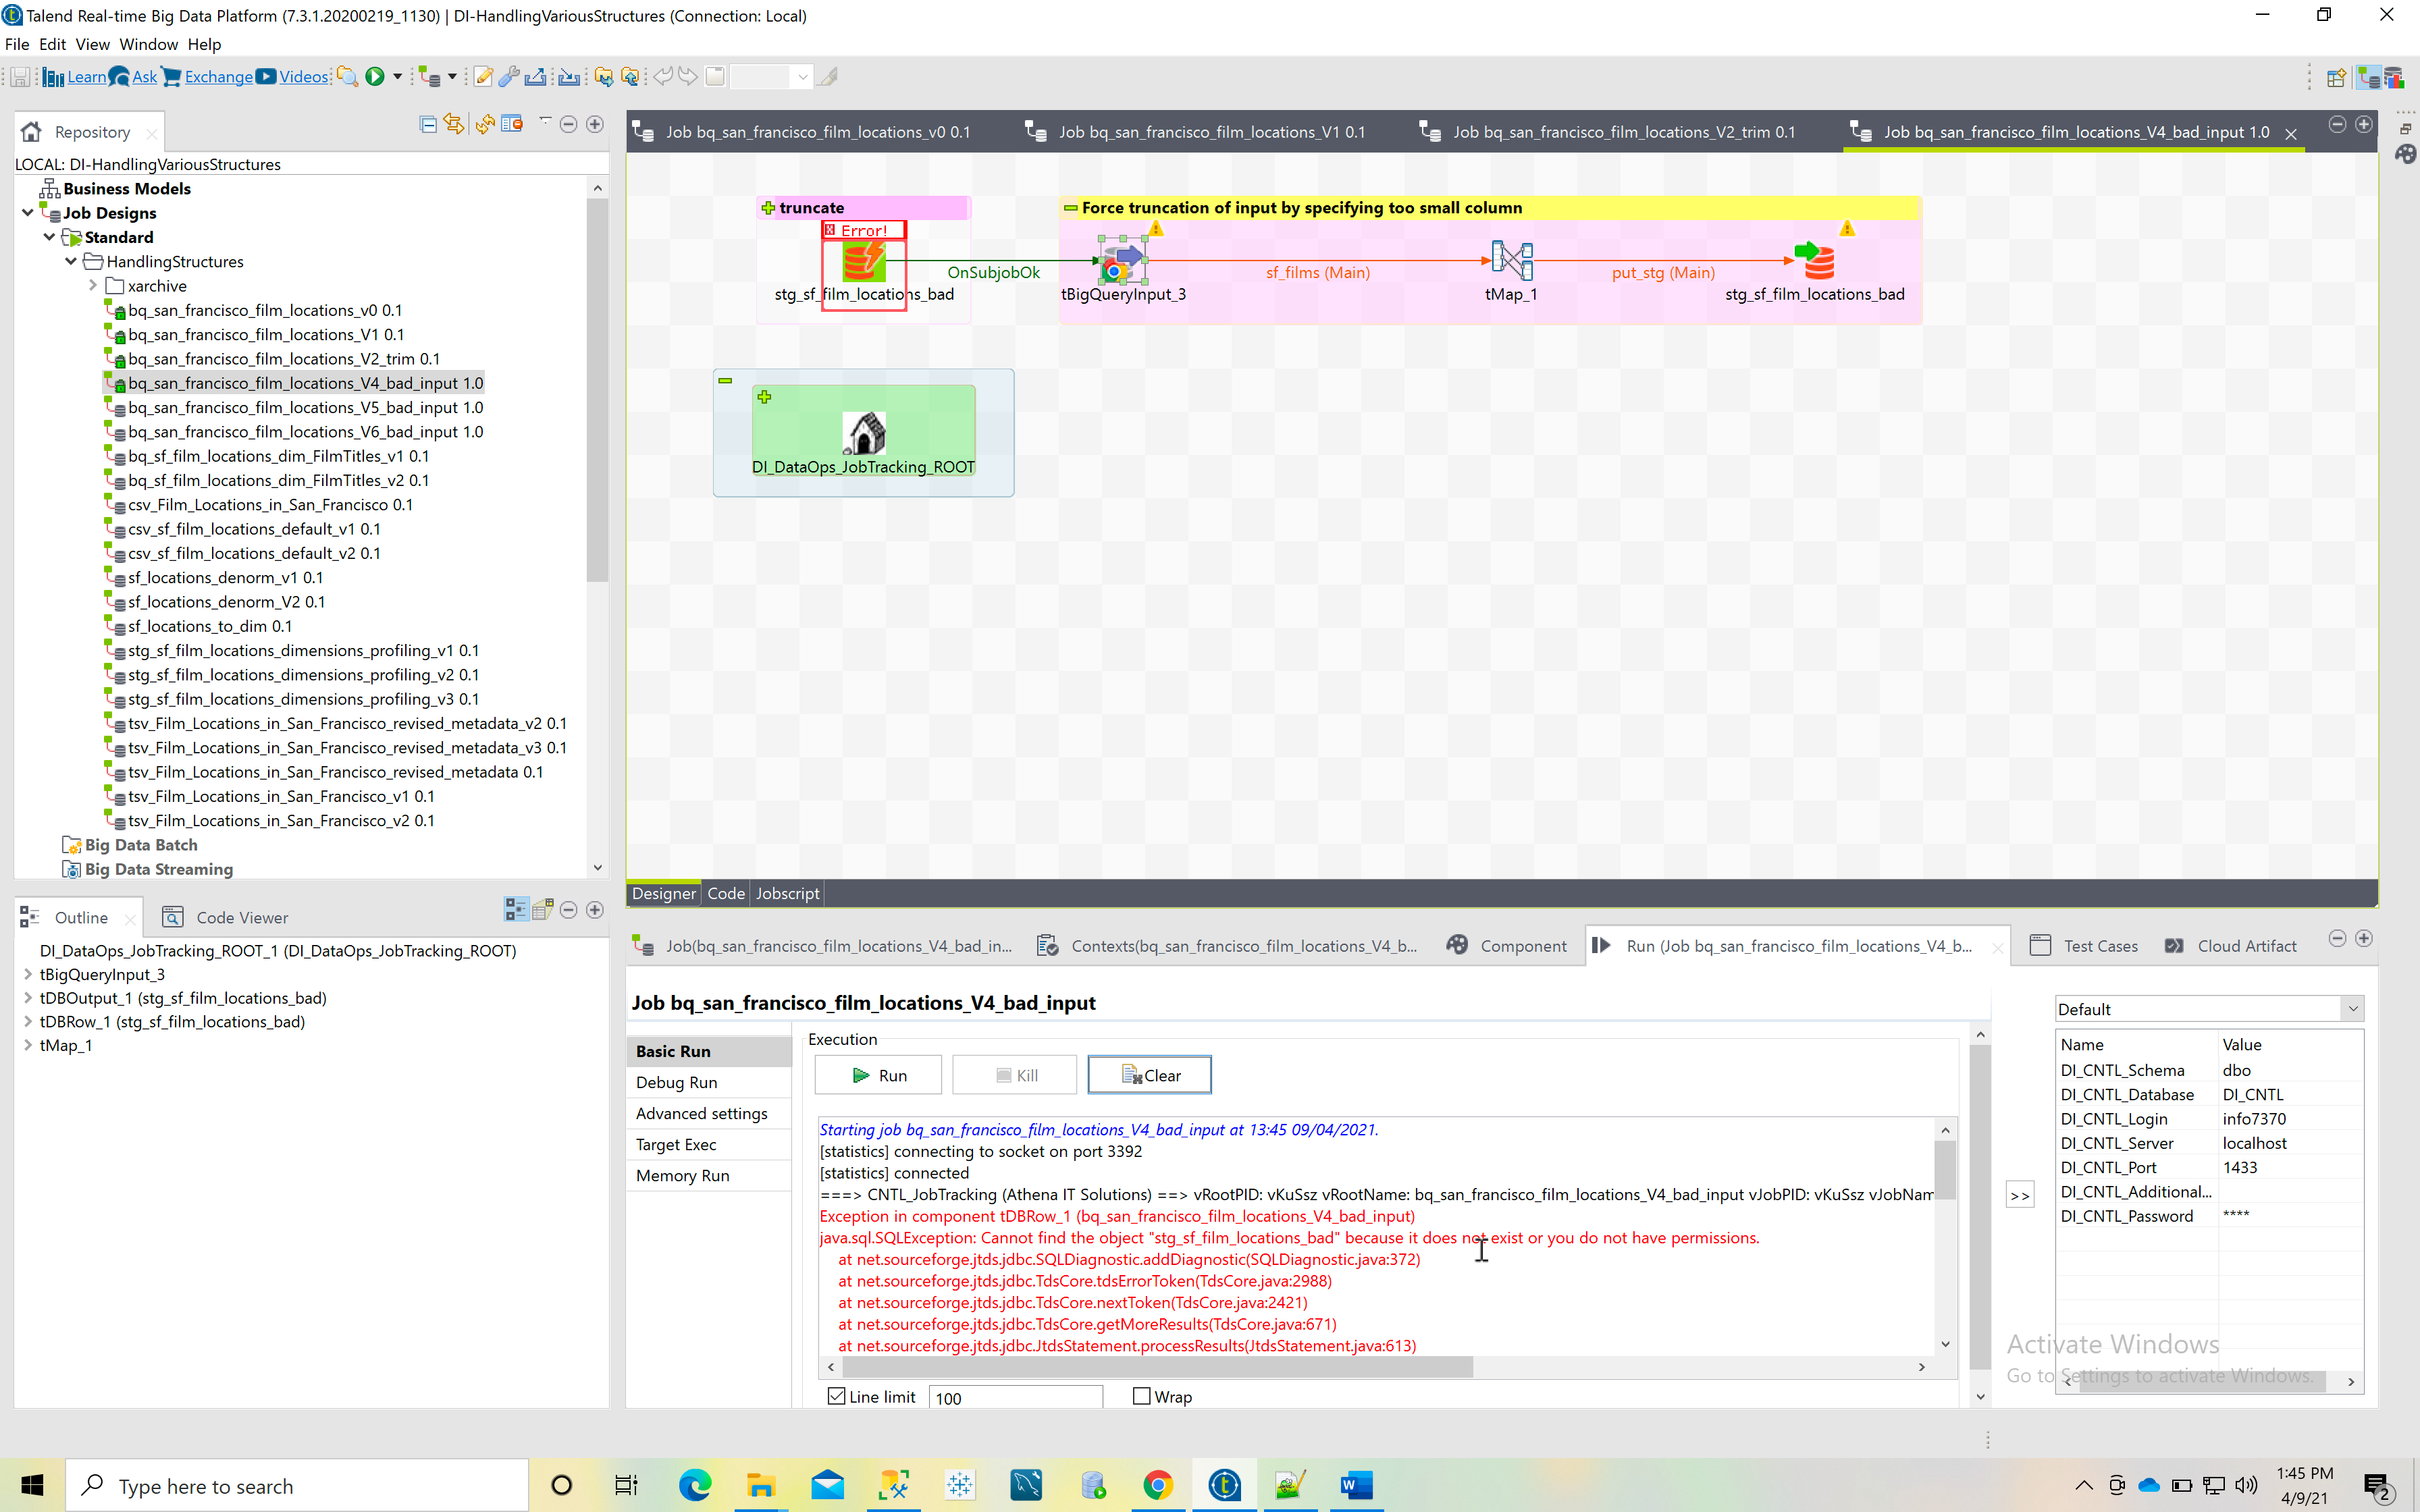 Talend Real-time Big Data Platform (7.3.1.20200219_1130) | DI-HandlingVariousStructures (Connection: Local)
File Edit View Window Help
Learn Ask Exchange Videos
Repository
LOCAL: DI-HandlingVariousStructures
Business Models
Job Designs
Standard
HandlingStructures
xarchive
bq_san_francisco_film_locations_v0 0.1
bq_san_francisco_film_locations_V1 0.1
bq_san_francisco_film_locations_V2_trim 0.1
bq_san_francisco_film_locations_V4_bad_input 1.0
bq_san_francisco_film_locations_V5_bad_input 1.0
bq_san_francisco_film_locations_V6_bad_input 1.0
bq_sf_film_locations_dim_FilmTitles_v1 0.1
bq_sf_film_locations_dim_FilmTitles_v2 0.1
csv_Film_Locations_in_San_Francisco 0.1
csv_sf_film_locations_default_v1 0.1
csv_sf_film_locations_default_v2 0.1
sf_locations_denorm_v1 0.1
sf_locations_denorm_V2 0.1
sf_locations_to_dim 0.1
stg_sf_film_locations_dimensions_profiling_v1 0.1
stg_sf_film_locations_dimensions_profiling_v2 0.1
stg_sf_film_locations_dimensions_profiling_v3 0.1
tsv_Film_Locations_in_San_Francisco_revised_metadata_v2 0.1
tsv_Film_Locations_in_San_Francisco_revised_metadata_v3 0.1
tsv_Film_Locations_in_San_Francisco_revised_metadata 0.1
tsv_Film_Locations_in_San_Francisco_v1 0.1
tsv_Film_Locations_in_San_Francisco_v2 0.1
Big Data Batch
Big Data Streaming
Outline Code Viewer
DI_DataOps_JobTracking_ROOT_1 (DI_DataOps_JobTracking_ROOT)
tBigQueryInput_3
tDBOutput_1 (stg_sf_film_locations_bad)
tDBRow_1 (stg_sf_film_locations_bad)
tMap_1
Job bq_san_francisco_film_locations_v0 0.1 Job bq_san_francisco_film_locations_V1 0.1 Job bq_san_francisco_film_locations_V2_trim 0.1 Job bq_san_francisco_film_locations_V4_bad_input 1.0
truncate
Force truncation of input by specifying too small column
Error!
OnSubjobOk
sf_films (Main)
put_stg (Main)
stg_sf_film_locations_bad
tBigQueryInput_3
tMap_1
stg_sf_film_locations_bad
DI_DataOps_JobTracking_ROOT
Designer Code Jobscript
Job(bq_san_francisco_film_locations_V4_bad_in... Contexts(bq_san_francisco_film_locations_V4_b... Component Run (Job bq_san_francisco_film_locations_V4_b... Test Cases Cloud Artifact
Job bq_san_francisco_film_locations_V4_bad_input
Basic Run
Debug Run
Advanced settings
Target Exec
Memory Run
Execution
Run Kill Clear
Starting job bq_san_francisco_film_locations_V4_bad_input at 13:45 09/04/2021.
[statistics] connecting to socket on port 3392
[statistics] connected
===> CNTL_JobTracking (Athena IT Solutions) ==> vRootPID: vKuSsz vRootName: bq_san_francisco_film_locations_V4_bad_input vJobPID: vKuSsz vJobNam
Exception in component tDBRow_1 (bq_san_francisco_film_locations_V4_bad_input)
java.sql.SQLException: Cannot find the object "stg_sf_film_locations_bad" because it does not exist or you do not have permissions.
at net.sourceforge.jtds.jdbc.SQLDiagnostic.addDiagnostic(SQLDiagnostic.java:372)
at net.sourceforge.jtds.jdbc.TdsCore.tdsErrorToken(TdsCore.java:2988)
at net.sourceforge.jtds.jdbc.TdsCore.nextToken(TdsCore.java:2421)
at net.sourceforge.jtds.jdbc.TdsCore.getMoreResults(TdsCore.java:671)
at net.sourceforge.jtds.jdbc.JtdsStatement.processResults(JtdsStatement.java:613)
Line limit 100 Wrap
>>
Default
Name Value
DI_CNTL_Schema dbo
DI_CNTL_Database DI_CNTL
DI_CNTL_Login info7370
DI_CNTL_Server localhost
DI_CNTL_Port 1433
DI_CNTL_Additional...
DI_CNTL_Password ****
Activate Windows
Go to Settings to activate Windows.
Type here to search
1:45 PM
4/9/21
2